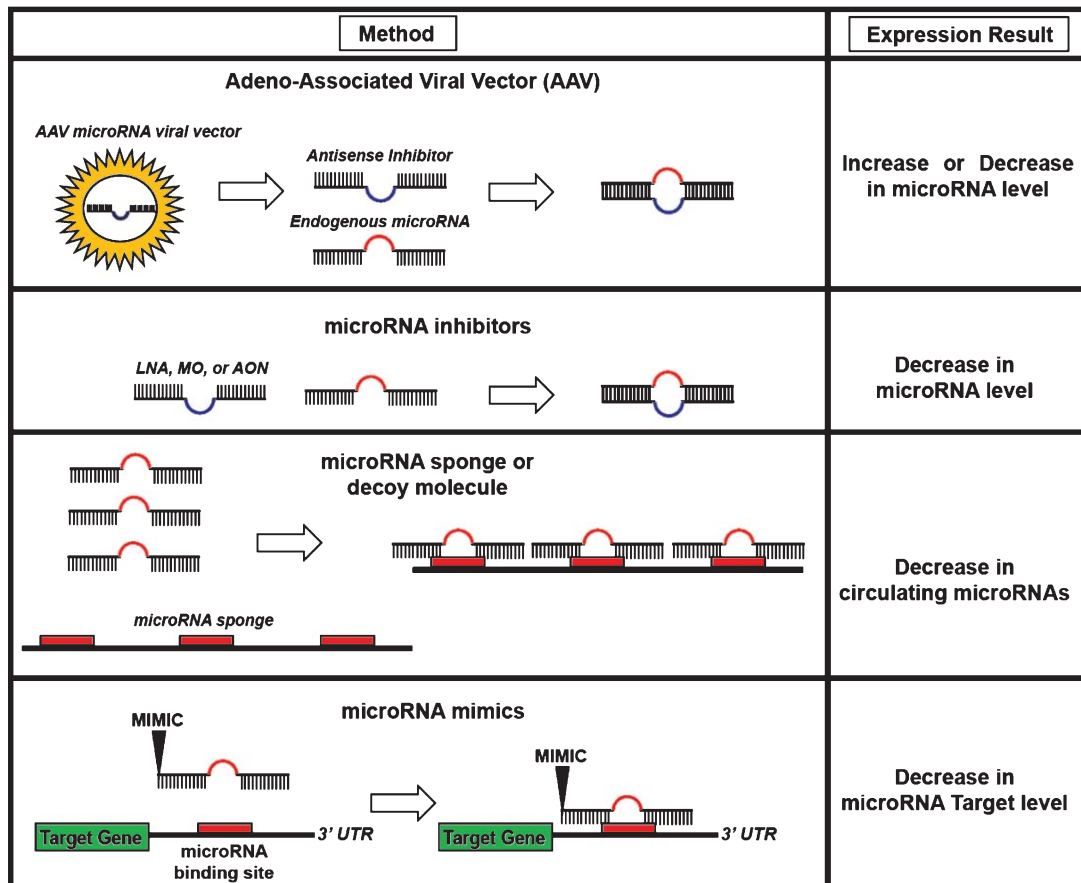 Method
Expression Result
Adeno-Associated Viral Vector (AAV)
AAV microRNA viral vector
Antisense Inhibitor
Endogenous microRNA
Increase or Decrease
in microRNA level
microRNA inhibitors
LNA, MO, or AON
Decrease in
microRNA level
microRNA sponge or
decoy molecule
microRNA sponge
Decrease in
circulating microRNAs
microRNA mimics
MIMIC
Target Gene
3' UTR
microRNA
binding site
MIMIC
Target Gene
3' UTR
Decrease in
microRNA Target level